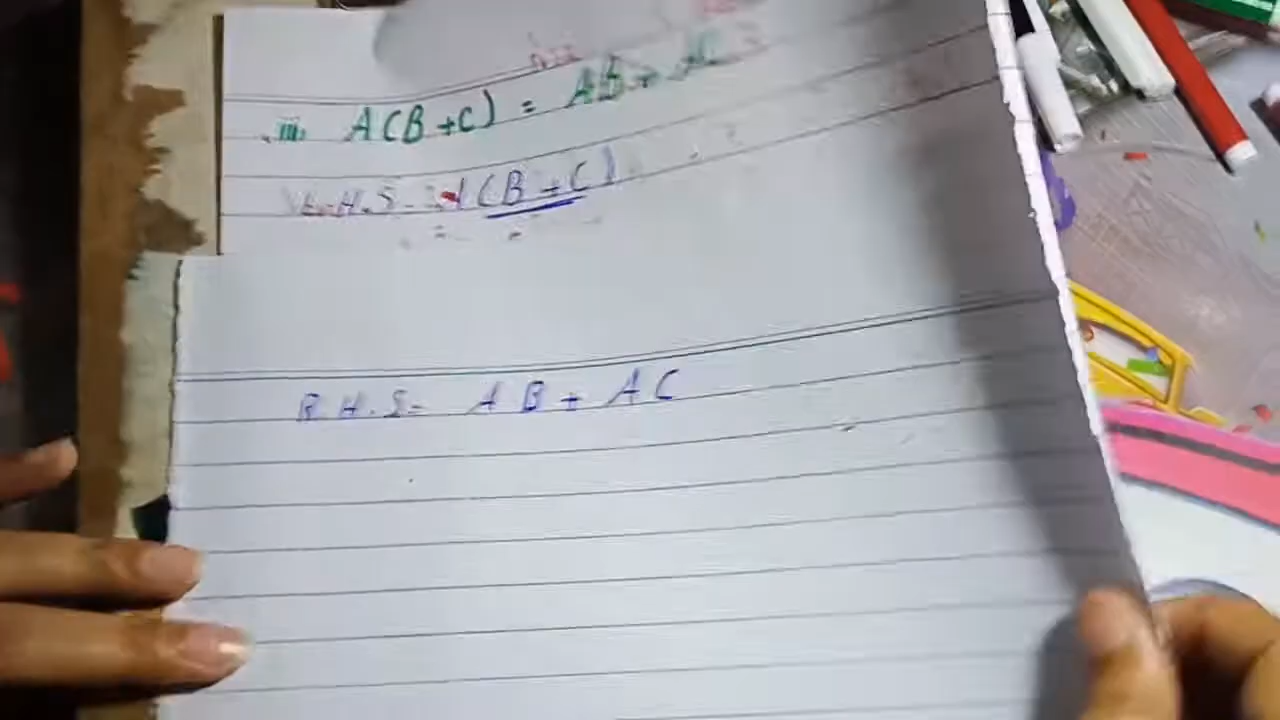 iii. A(B+C) = AB+ AC
L.H.S- A(B+C)
R.H.S- AB + AC